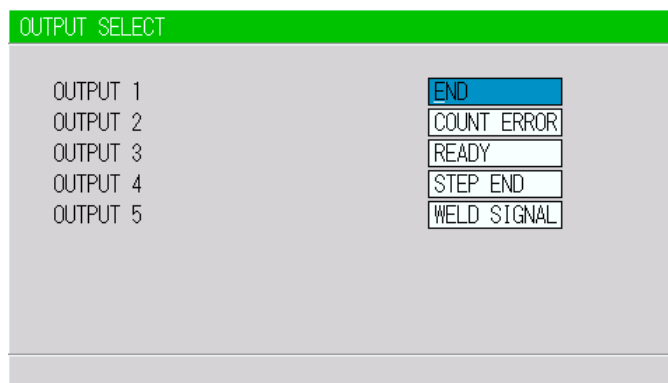 OUTPUT SELECT
OUTPUT 1 END
OUTPUT 2 COUNT ERROR
OUTPUT 3 READY
OUTPUT 4 STEP END
OUTPUT 5 WELD SIGNAL